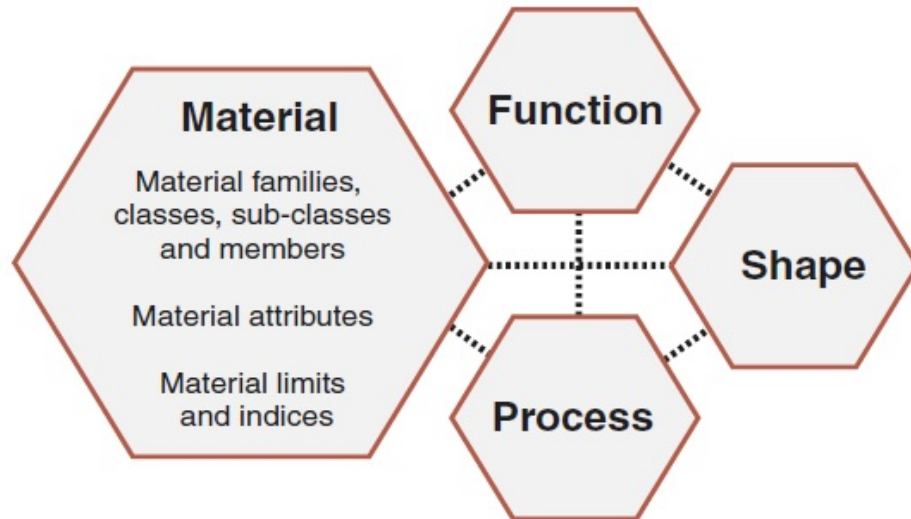 Material
Material families,
classes, sub-classes
and members
Material attributes
Material limits
and indices
Function
Shape
Process